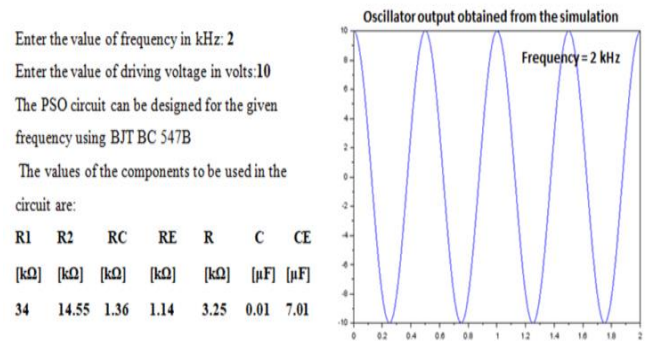 Enter the value of frequency in kHz: 2
Enter the value of driving voltage in volts:10
The PSO circuit can be designed for the given
frequency using BJT BC 547B
The values of the components to be used in the
circuit are:
R1 R2 RC RE R C CE
[kΩ] [kΩ] [kΩ] [kΩ] [kΩ] [µF] [µF]
34 14.55 1.36 1.14 3.25 0.01 7.01
Oscillator output obtained from the simulation
Frequency = 2 kHz
10
8
6
4
2
0
-2
-4
-6
-8
-10
0 0.2 0.4 0.6 0.8 1 1.2 1.4 1.6 1.8 2